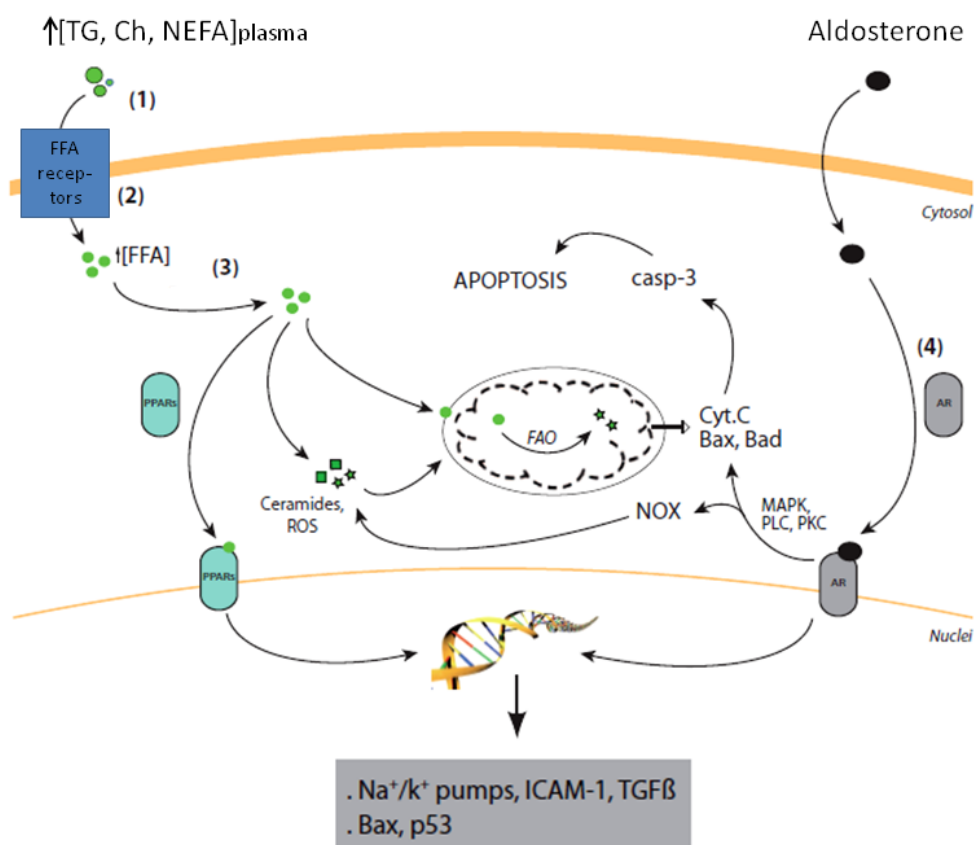 ↑[TG, Ch, NEFA]plasma
Aldosterone
(1)
FFA
recep-
tors
(2)
Cytosol
↑[FFA]
(3)
APOPTOSIS
casp-3
(4)
PPARs
AR
FAO
Cyt.C
Bax, Bad
Ceramides,
ROS
NOX
MAPK,
PLC, PKC
PPARs
AR
Nuclei
. Na⁺/k⁺ pumps, ICAM-1, TGFß
. Bax, p53